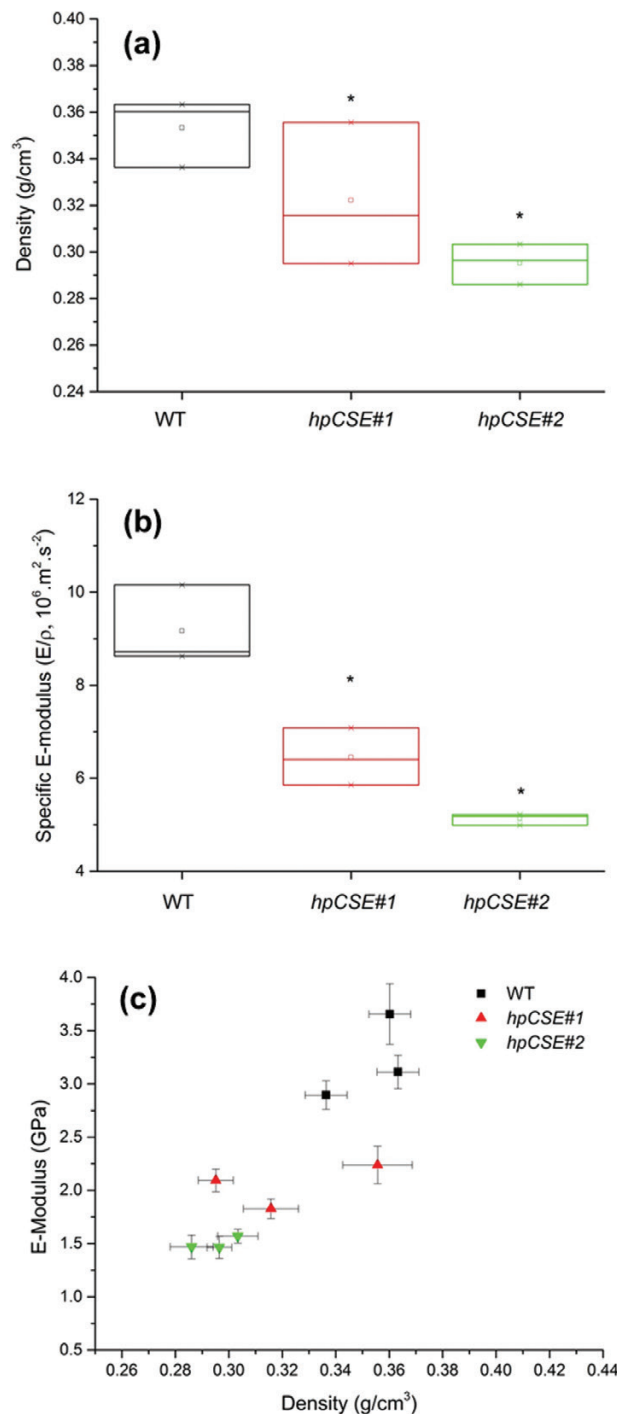 (a)
Density (g/cm³)
0.40
0.38
0.36
0.34
0.32
0.30
0.28
0.26
0.24
*
*
WT
hpCSE#1
hpCSE#2
(b)
Specific E-modulus (E/ρ, 10⁶.m².s⁻²)
12
10
8
6
4
*
*
WT
hpCSE#1
hpCSE#2
(c)
WT
hpCSE#1
hpCSE#2
E-Modulus (GPa)
4.0
3.5
3.0
2.5
2.0
1.5
1.0
0.5
0.26 0.28 0.30 0.32 0.34 0.36 0.38 0.40 0.42 0.44
Density (g/cm³)